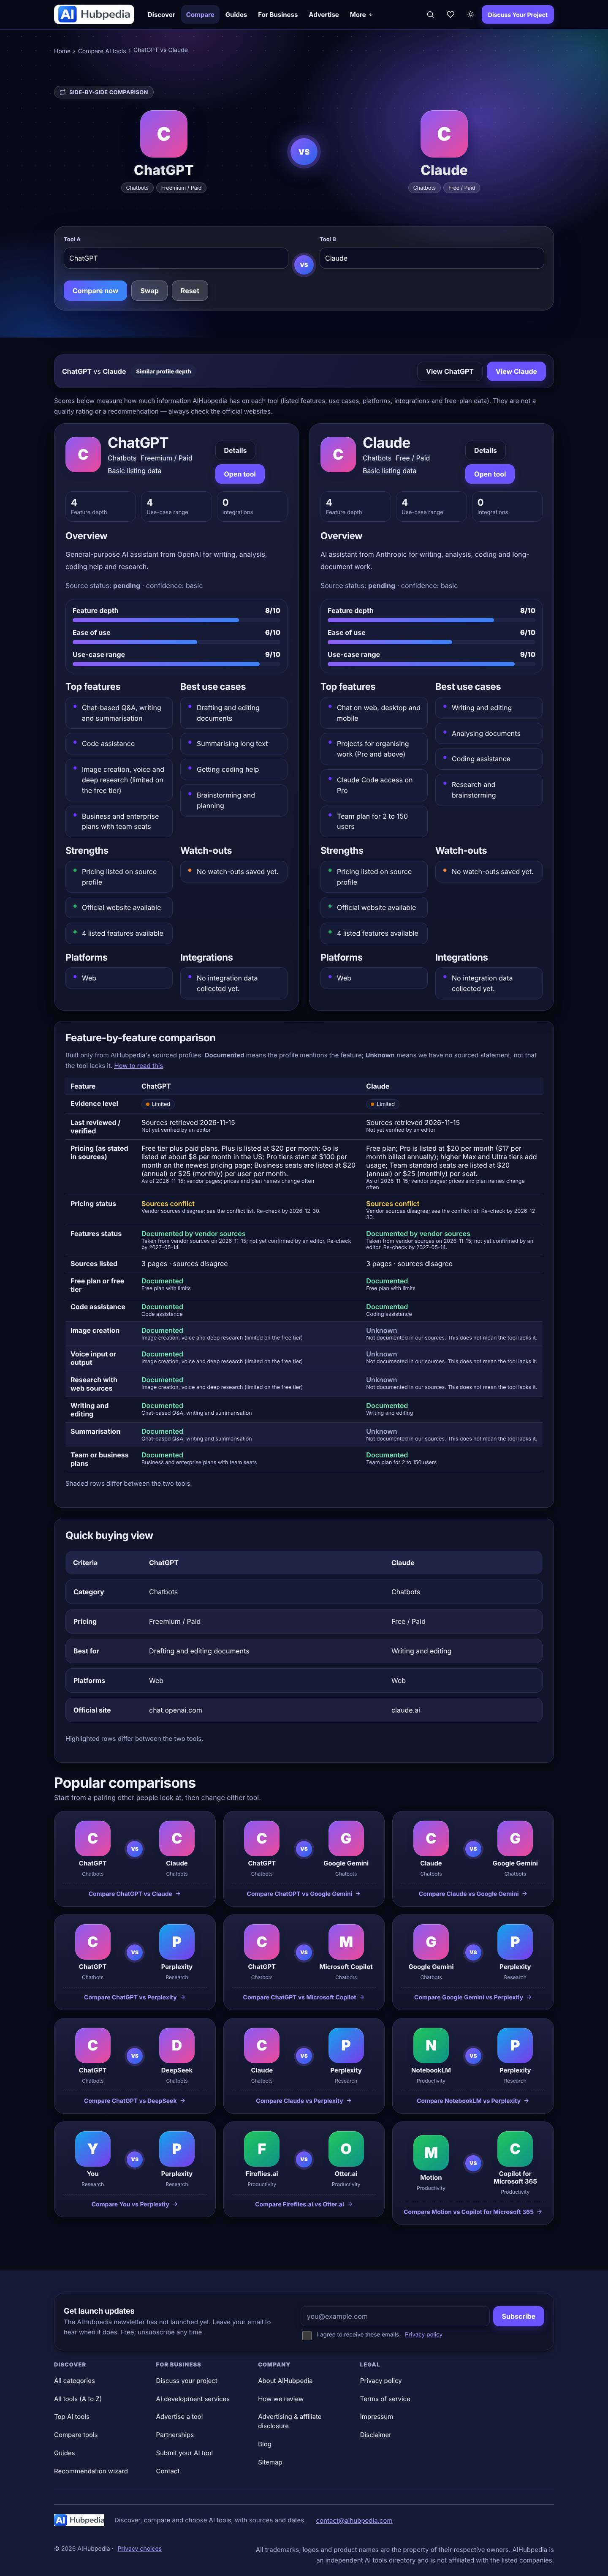 AI Hubpedia
Discover
Compare
Guides
For Business
Advertise
More
Discuss Your Project
Home › Compare AI tools › ChatGPT vs Claude
SIDE-BY-SIDE COMPARISON
C
ChatGPT
Chatbots Freemium / Paid
VS
C
Claude
Chatbots Free / Paid
Tool A
ChatGPT
VS
Tool B
Claude
Compare now
Swap
Reset
ChatGPT vs Claude Similar profile depth
View ChatGPT
View Claude
Scores below measure how much information AIHubpedia has on each tool (listed features, use cases, platforms, integrations and free-plan data). They are not a
quality rating or a recommendation — always check the official websites.
C
ChatGPT
Chatbots Freemium / Paid
Basic listing data
Details
Open tool
4
Feature depth
4
Use-case range
0
Integrations
Overview
General-purpose AI assistant from OpenAI for writing, analysis,
coding help and research.
Source status: pending · confidence: basic
Feature depth 8/10
Ease of use 6/10
Use-case range 9/10
Top features
Chat-based Q&A, writing
and summarisation
Code assistance
Image creation, voice and
deep research (limited on
the free tier)
Business and enterprise
plans with team seats
Best use cases
Drafting and editing
documents
Summarising long text
Getting coding help
Brainstorming and
planning
Strengths
Pricing listed on source
profile
Official website available
4 listed features available
Watch-outs
No watch-outs saved yet.
Platforms
Web
Integrations
No integration data
collected yet.
C
Claude
Chatbots Free / Paid
Basic listing data
Details
Open tool
4
Feature depth
4
Use-case range
0
Integrations
Overview
AI assistant from Anthropic for writing, analysis, coding and long-
document work.
Source status: pending · confidence: basic
Feature depth 8/10
Ease of use 6/10
Use-case range 9/10
Top features
Chat on web, desktop and
mobile
Projects for organising
work (Pro and above)
Claude Code access on
Pro
Team plan for 2 to 150
users
Best use cases
Writing and editing
Analysing documents
Coding assistance
Research and
brainstorming
Strengths
Pricing listed on source
profile
Official website available
4 listed features available
Watch-outs
No watch-outs saved yet.
Platforms
Web
Integrations
No integration data
collected yet.
Feature-by-feature comparison
Built only from AIHubpedia's sourced profiles. Documented means the profile mentions the feature; Unknown means we have no sourced statement, not that
the tool lacks it. How to read this.
Feature ChatGPT Claude
Evidence level Limited Limited
Last reviewed / verified
Sources retrieved 2026-11-15
Not yet verified by an editor
Sources retrieved 2026-11-15
Not yet verified by an editor
Pricing (as stated in sources)
Free tier plus paid plans. Plus is listed at $20 per month; Go is
listed at about $8 per month in the US; Pro tiers start at $100 per
month on the newest pricing page; Business seats are listed at $20
(annual) or $25 (monthly) per user per month.
As of 2026-11-15; vendor pages; prices and plan names change often
Free plan; Pro is listed at $20 per month ($17 per
month billed annually); higher Max and Ultra tiers add
usage; Team standard seats are listed at $20
(annual) or $25 (monthly) per seat.
As of 2026-11-15; vendor pages; prices and plan names change
often
Pricing status
Sources conflict
Vendor sources disagree; see the conflict list. Re-check by 2026-12-30.
Sources conflict
Vendor sources disagree; see the conflict list. Re-check by 2026-12-
30.
Features status
Documented by vendor sources
Taken from vendor sources on 2026-11-15; not yet confirmed by an editor. Re-check
by 2027-05-14.
Documented by vendor sources
Taken from vendor sources on 2026-11-15; not yet confirmed by an
editor. Re-check by 2027-05-14.
Sources listed
3 pages · sources disagree
3 pages · sources disagree
Free plan or free tier
Documented
Free plan with limits
Documented
Free plan with limits
Code assistance
Documented
Code assistance
Documented
Coding assistance
Image creation
Documented
Image creation, voice and deep research (limited on the free tier)
Unknown
Not documented in our sources. This does not mean the tool lacks it.
Voice input or output
Documented
Image creation, voice and deep research (limited on the free tier)
Unknown
Not documented in our sources. This does not mean the tool lacks it.
Research with web sources
Documented
Image creation, voice and deep research (limited on the free tier)
Unknown
Not documented in our sources. This does not mean the tool lacks it.
Writing and editing
Documented
Chat-based Q&A, writing and summarisation
Documented
Writing and editing
Summarisation
Documented
Chat-based Q&A, writing and summarisation
Unknown
Not documented in our sources. This does not mean the tool lacks it.
Team or business plans
Documented
Business and enterprise plans with team seats
Documented
Team plan for 2 to 150 users
Shaded rows differ between the two tools.
Quick buying view
Criteria ChatGPT Claude
Category Chatbots Chatbots
Pricing Freemium / Paid Free / Paid
Best for Drafting and editing documents Writing and editing
Platforms Web Web
Official site chat.openai.com claude.ai
Highlighted rows differ between the two tools.
Popular comparisons
Start from a pairing other people look at, then change either tool.
C VS C
ChatGPT Claude
Chatbots Chatbots
Compare ChatGPT vs Claude →
C VS G
ChatGPT Google Gemini
Chatbots Chatbots
Compare ChatGPT vs Google Gemini →
C VS G
Claude Google Gemini
Chatbots Chatbots
Compare Claude vs Google Gemini →
C VS P
ChatGPT Perplexity
Chatbots Research
Compare ChatGPT vs Perplexity →
C VS M
ChatGPT Microsoft Copilot
Chatbots Chatbots
Compare ChatGPT vs Microsoft Copilot →
G VS P
Google Gemini Perplexity
Chatbots Research
Compare Google Gemini vs Perplexity →
C VS D
ChatGPT DeepSeek
Chatbots Chatbots
Compare ChatGPT vs DeepSeek →
C VS P
Claude Perplexity
Chatbots Research
Compare Claude vs Perplexity →
N VS P
NotebookLM Perplexity
Productivity Research
Compare NotebookLM vs Perplexity →
Y VS P
You Perplexity
Research Research
Compare You vs Perplexity →
F VS O
Fireflies.ai Otter.ai
Productivity Productivity
Compare Fireflies.ai vs Otter.ai →
M VS C
Motion Copilot for Microsoft 365
Productivity Productivity
Compare Motion vs Copilot for Microsoft 365 →
Get launch updates
The AIHubpedia newsletter has not launched yet. Leave your email to
hear when it does. Free; unsubscribe any time.
you@example.com
Subscribe
I agree to receive these emails. Privacy policy
DISCOVER
All categories
All tools (A to Z)
Top AI tools
Compare tools
Guides
Recommendation wizard
FOR BUSINESS
Discuss your project
AI development services
Advertise a tool
Partnerships
Submit your AI tool
Contact
COMPANY
About AIHubpedia
How we review
Advertising & affiliate
disclosure
Blog
Sitemap
LEGAL
Privacy policy
Terms of service
Impressum
Disclaimer
AI Hubpedia
Discover, compare and choose AI tools, with sources and dates.
contact@aihubpedia.com
© 2026 AIHubpedia · Privacy choices
All trademarks, logos and product names are the property of their respective owners. AIHubpedia is
an independent AI tools directory and is not affiliated with the listed companies.